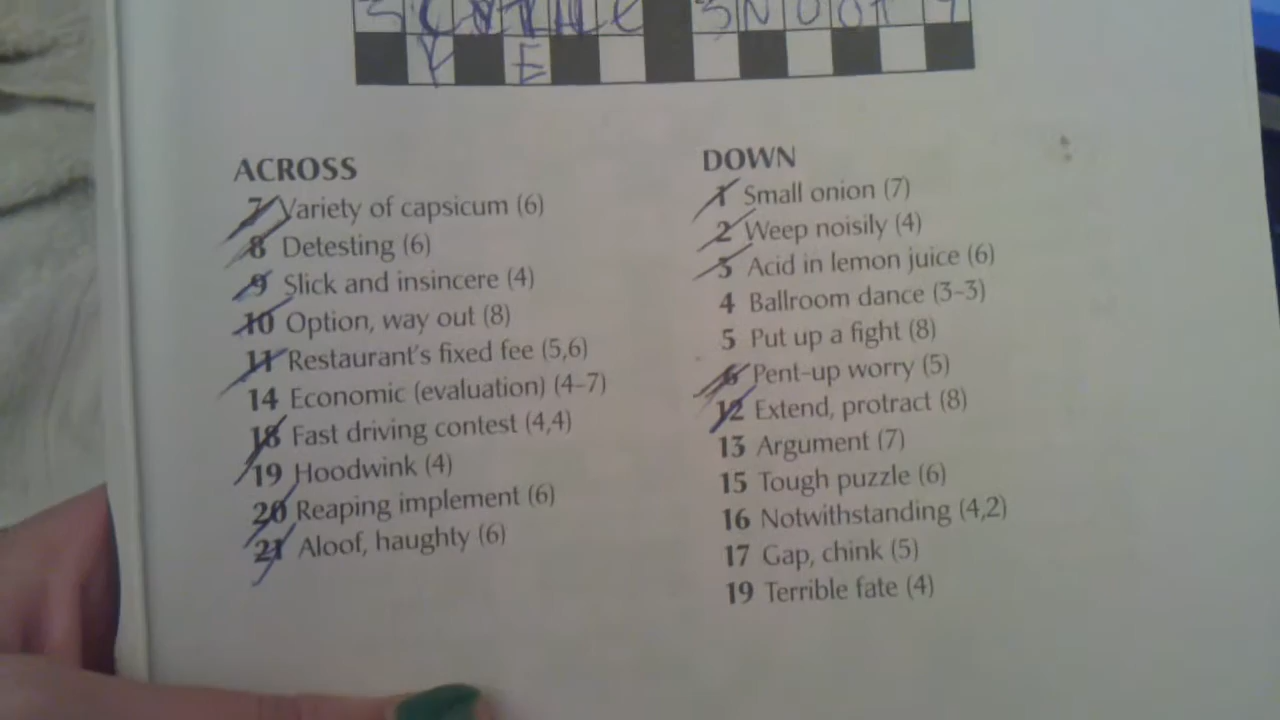 SCYTHE SNOOTY
Y E
ACROSS
7 Variety of capsicum (6)
8 Detesting (6)
9 Slick and insincere (4)
10 Option, way out (8)
11 Restaurant's fixed fee (5,6)
14 Economic (evaluation) (4-7)
18 Fast driving contest (4,4)
19 Hoodwink (4)
20 Reaping implement (6)
21 Aloof, haughty (6)
DOWN
1 Small onion (7)
2 Weep noisily (4)
3 Acid in lemon juice (6)
4 Ballroom dance (3-3)
5 Put up a fight (8)
6 Pent-up worry (5)
12 Extend, protract (8)
13 Argument (7)
15 Tough puzzle (6)
16 Notwithstanding (4,2)
17 Gap, chink (5)
19 Terrible fate (4)